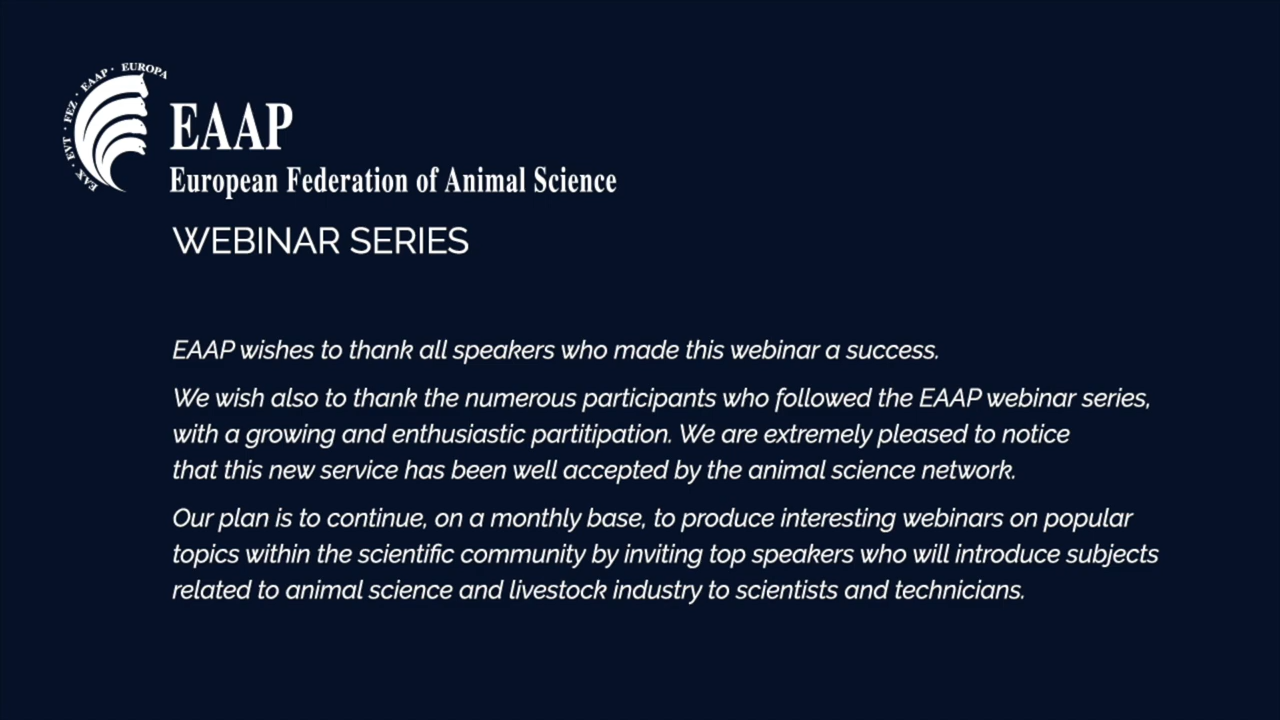 EAX · EVT · FEZ · EAAP · EUROPA
EAAP
European Federation of Animal Science
WEBINAR SERIES
EAAP wishes to thank all speakers who made this webinar a success.
We wish also to thank the numerous participants who followed the EAAP webinar series,
with a growing and enthusiastic partitipation. We are extremely pleased to notice
that this new service has been well accepted by the animal science network.
Our plan is to continue, on a monthly base, to produce interesting webinars on popular
topics within the scientific community by inviting top speakers who will introduce subjects
related to animal science and livestock industry to scientists and technicians.